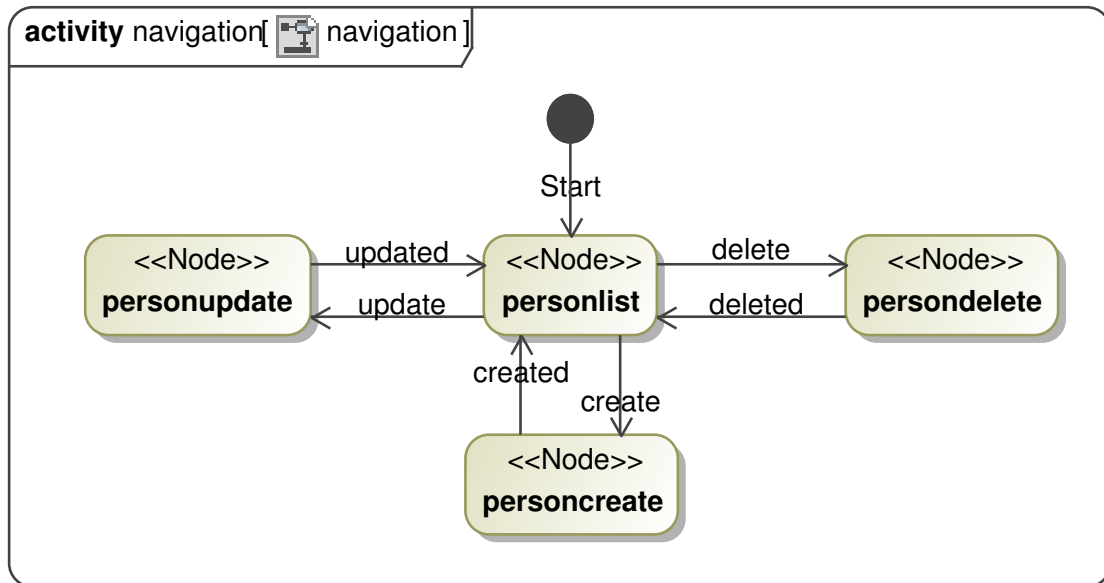 activity navigation[ navigation ]
Start
<<Node>>
personupdate
updated
update
<<Node>>
personlist
delete
deleted
<<Node>>
persondelete
created
create
<<Node>>
personcreate